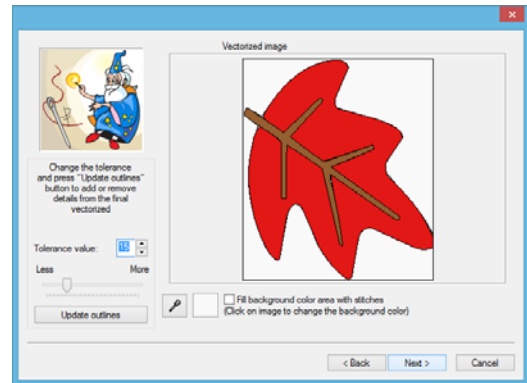 Vectorized image
Change the tolerance
and press "Update outlines"
button to add or remove
details from the final
vectorized
Tolerance value:
Less More
Update outlines
Fill background color area with stitches
(Click on image to change the background color)
< Back Next > Cancel